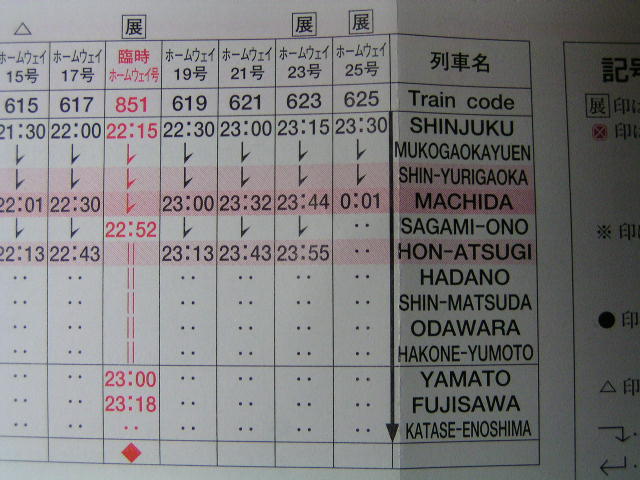 △ 展 展 展
ホームウェイ ホームウェイ 臨時 ホームウェイ ホームウェイ ホームウェイ ホームウェイ 列車名
15号 17号 ホームウェイ号 19号 21号 23号 25号
615 617 851 619 621 623 625 Train code
21:30 22:00 22:15 22:30 23:00 23:15 23:30 SHINJUKU
MUKOGAOKAYUEN
SHIN-YURIGAOKA
22:01 22:30 23:00 23:32 23:44 0:01 MACHIDA
22:52 ‥ SAGAMI-ONO
22:13 22:43 23:13 23:43 23:55 ‥ HON-ATSUGI
‥ ‥ ‥ ‥ ‥ ‥ HADANO
‥ ‥ ‥ ‥ ‥ ‥ SHIN-MATSUDA
‥ ‥ ‥ ‥ ‥ ‥ ODAWARA
‥ ‥ ‥ ‥ ‥ ‥ HAKONE-YUMOTO
‥ ‥ 23:00 ‥ ‥ ‥ ‥ YAMATO
‥ ‥ 23:18 ‥ ‥ ‥ ‥ FUJISAWA
‥ ‥ ‥ ‥ ‥ ‥ ‥ KATASE-ENOSHIMA
◆
記号
展 印は
印は
※ 印に
● 印
△ 印